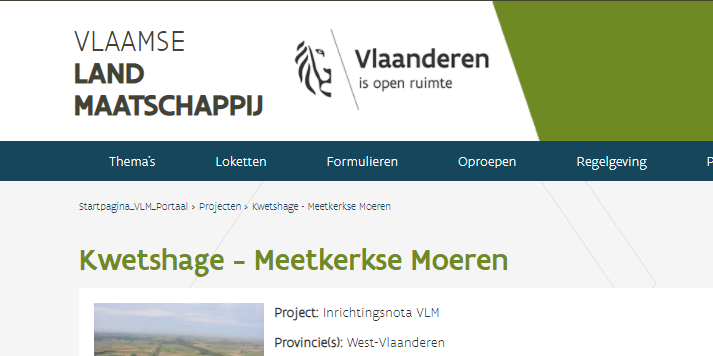 VLAAMSE
LAND
MAATSCHAPPIJ
Vlaanderen
is open ruimte
Thema's Loketten Formulieren Oproepen Regelgeving P
Startpagina_VLM_Portaal > Projecten > Kwetshage - Meetkerkse Moeren
Kwetshage – Meetkerkse Moeren
Project: Inrichtingsnota VLM
Provincie(s): West-Vlaanderen